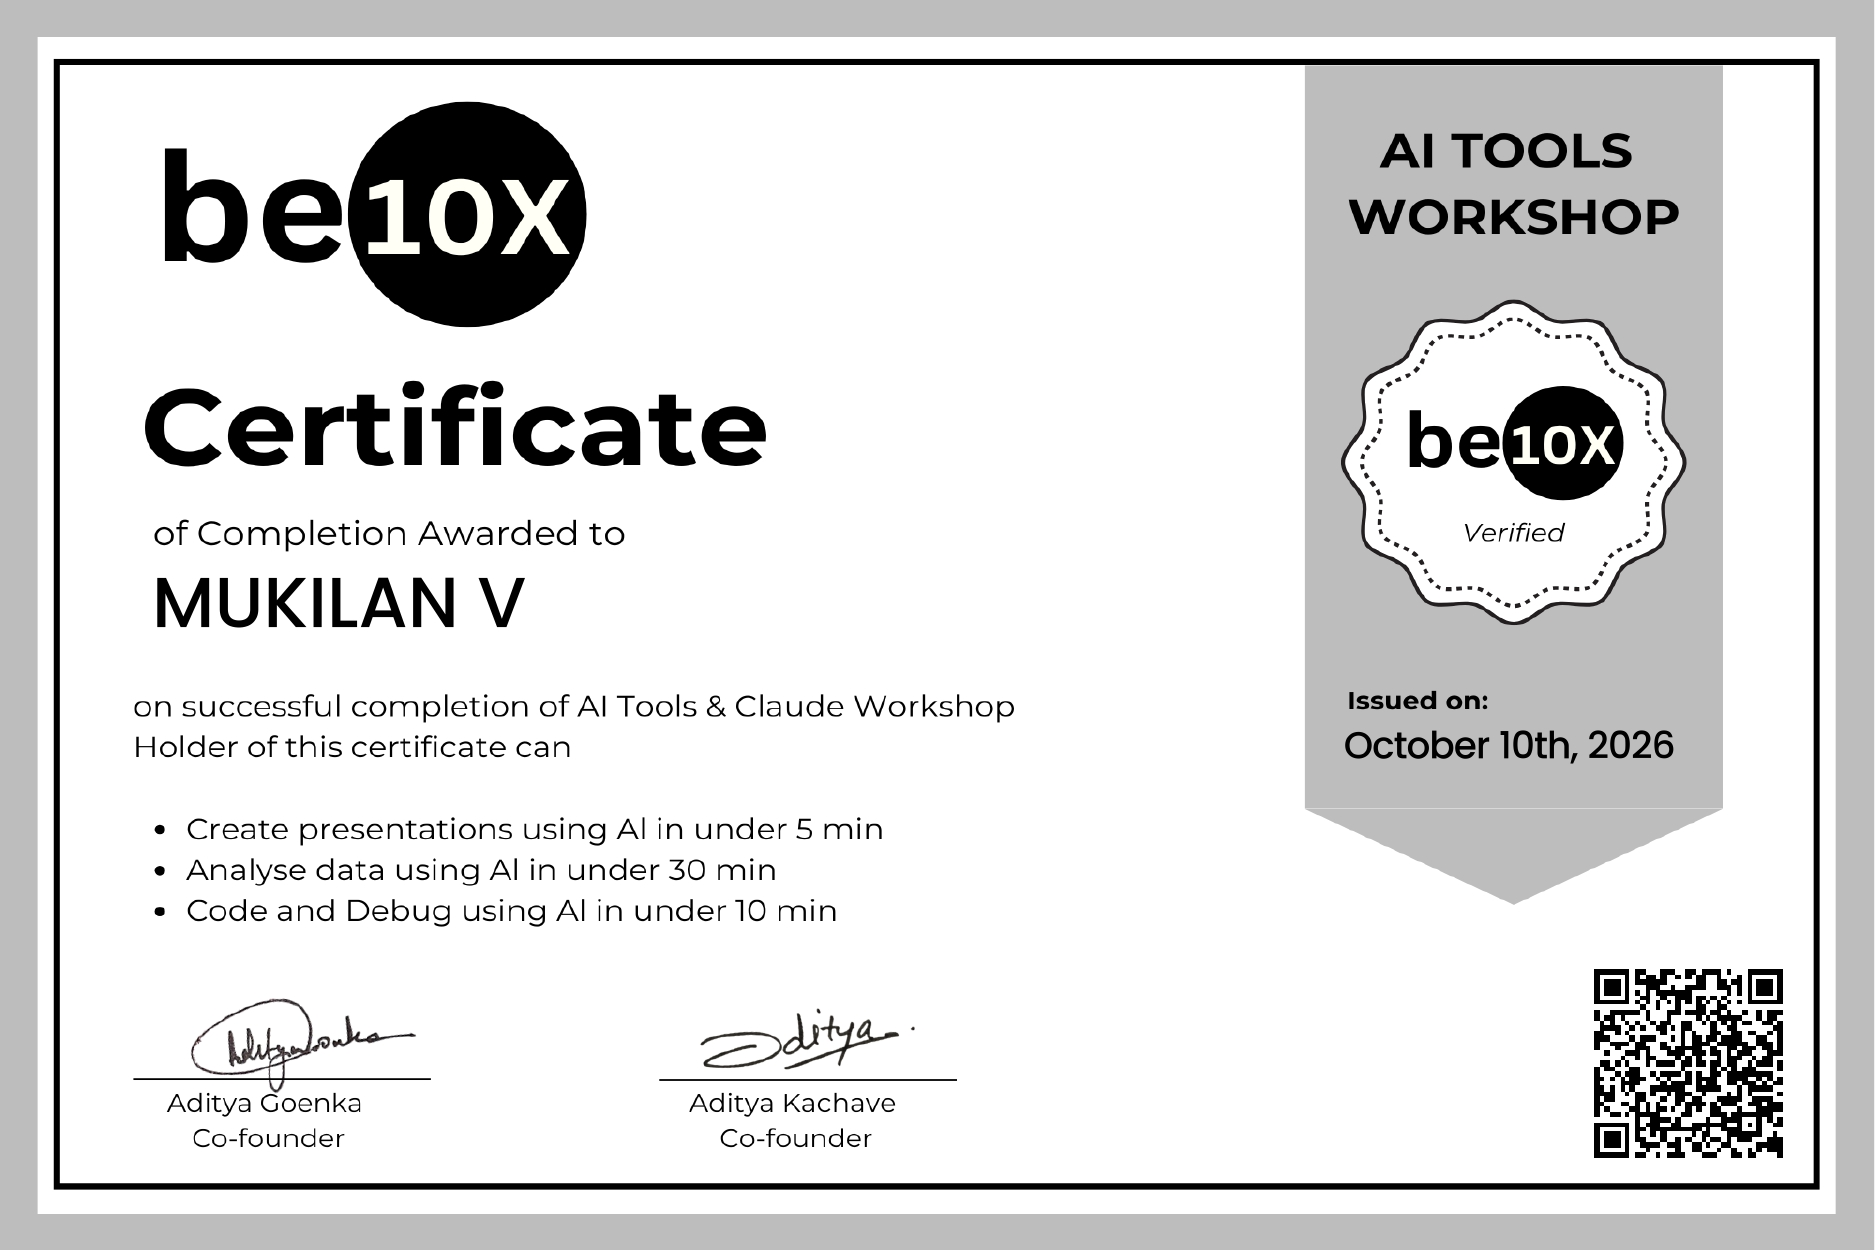 be10X
Certificate
of Completion Awarded to
MUKILAN V
on successful completion of AI Tools & Claude Workshop
Holder of this certificate can
• Create presentations using AI in under 5 min
• Analyse data using AI in under 30 min
• Code and Debug using AI in under 10 min
Aditya Goenka
Aditya Goenka
Co-founder
Aditya
Aditya Kachave
Co-founder
AI TOOLS
WORKSHOP
be10X
Verified
Issued on:
October 10th, 2026